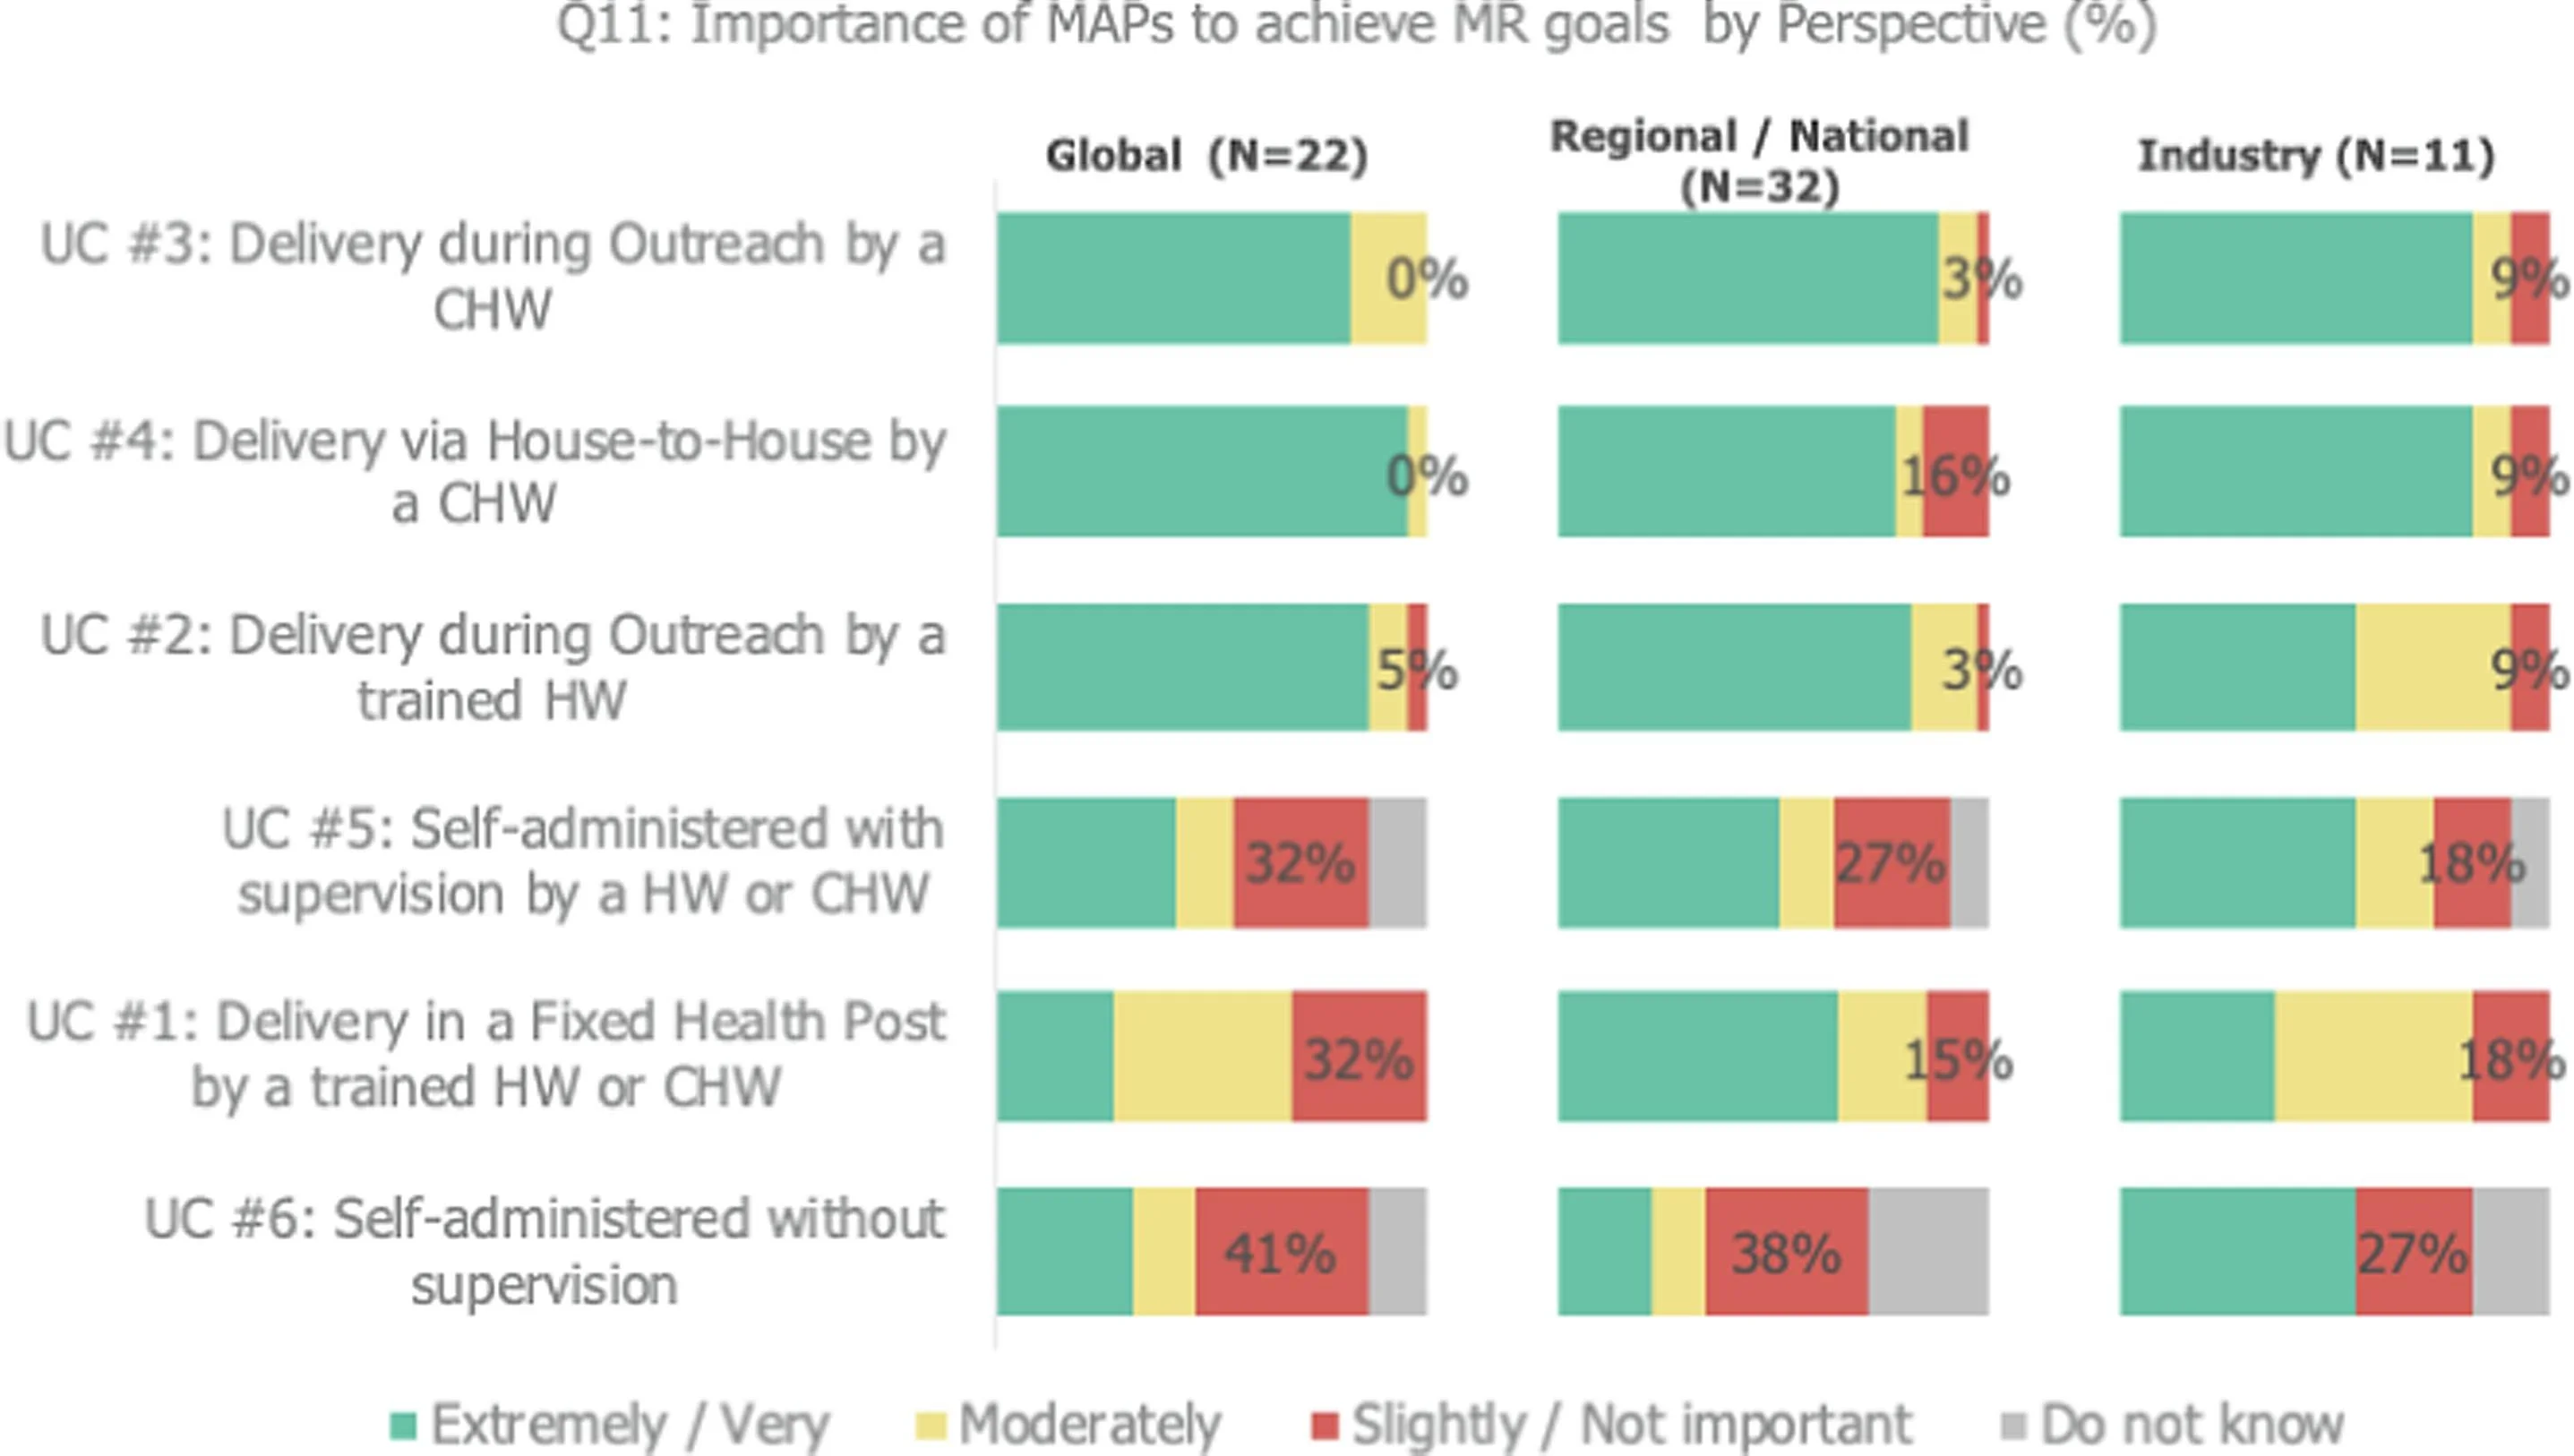 Q11: Importance of MAPs to achieve MR goals by Perspective (%)
Global (N=22)
Regional / National
(N=32)
Industry (N=11)
UC #3: Delivery during Outreach by a
CHW
0%
3%
9%
UC #4: Delivery via House-to-House by
a CHW
0%
16%
9%
UC #2: Delivery during Outreach by a
trained HW
5%
3%
9%
UC #5: Self-administered with
supervision by a HW or CHW
32%
27%
18%
UC #1: Delivery in a Fixed Health Post
by a trained HW or CHW
32%
15%
18%
UC #6: Self-administered without
supervision
41%
38%
27%
Extremely / Very
Moderately
Slightly / Not important
Do not know